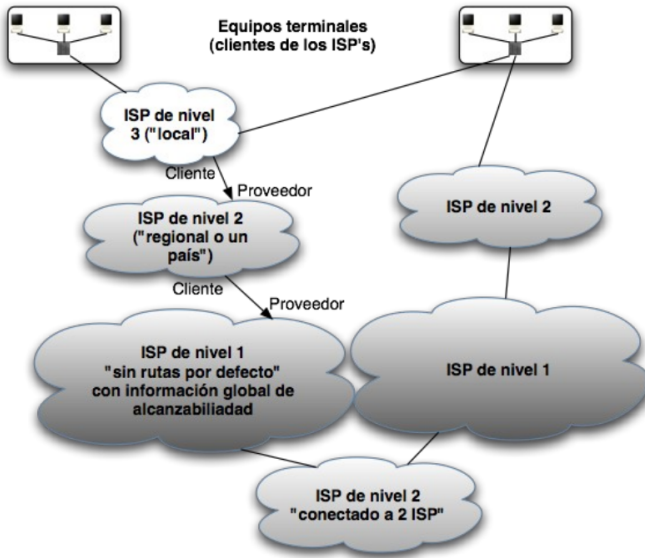 Equipos terminales
(clientes de los ISP's)
ISP de nivel
3 ("local")
Cliente
Proveedor
ISP de nivel 2
("regional o un
país")
ISP de nivel 2
Cliente
Proveedor
ISP de nivel 1
"sin rutas por defecto"
con información global de
alcanzabiliadad
ISP de nivel 1
ISP de nivel 2
"conectado a 2 ISP"